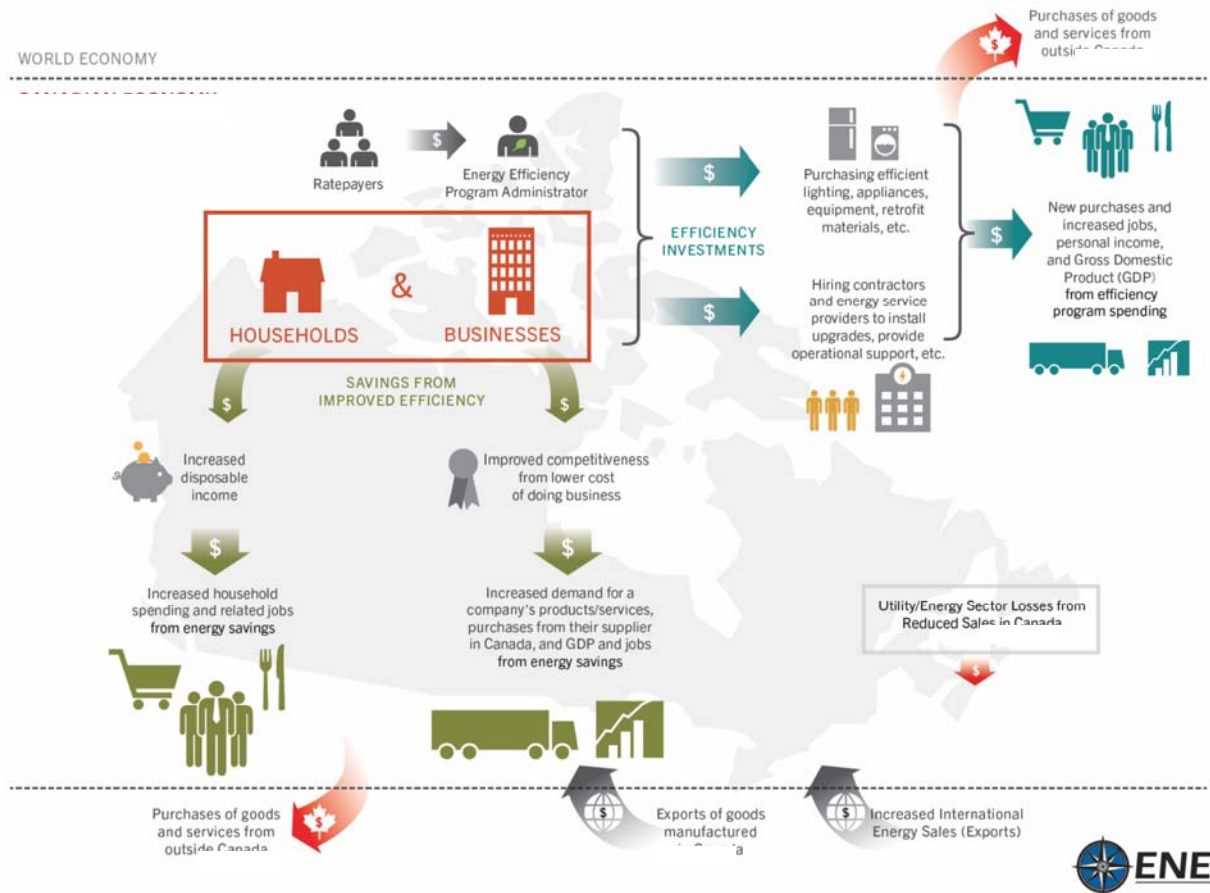 Purchases of goods
and services from
WORLD ECONOMY
Ratepayers
$
Energy Efficiency
Program Administrator
HOUSEHOLDS
&
BUSINESSES
$
EFFICIENCY
INVESTMENTS
$
Purchasing efficient
lighting, appliances,
equipment, retrofit
materials, etc.
Hiring contractors
and energy service
providers to install
upgrades, provide
operational support, etc.
$
$
New purchases and
increased jobs,
personal income,
and Gross Domestic
Product (GDP)
from efficiency
program spending
SAVINGS FROM
IMPROVED EFFICIENCY
$
$
Increased
disposable
income
Improved competitiveness
from lower cost
of doing business
$
$
Increased household
spending and related jobs
from energy savings
Increased demand for a
company's products/services,
purchases from their supplier
in Canada, and GDP and jobs
from energy savings
Utility/Energy Sector Losses from
Reduced Sales in Canada
$
Purchases of goods
and services from
outside Canada
$
$
Exports of goods
manufactured
$
Increased International
Energy Sales (Exports)
ENE